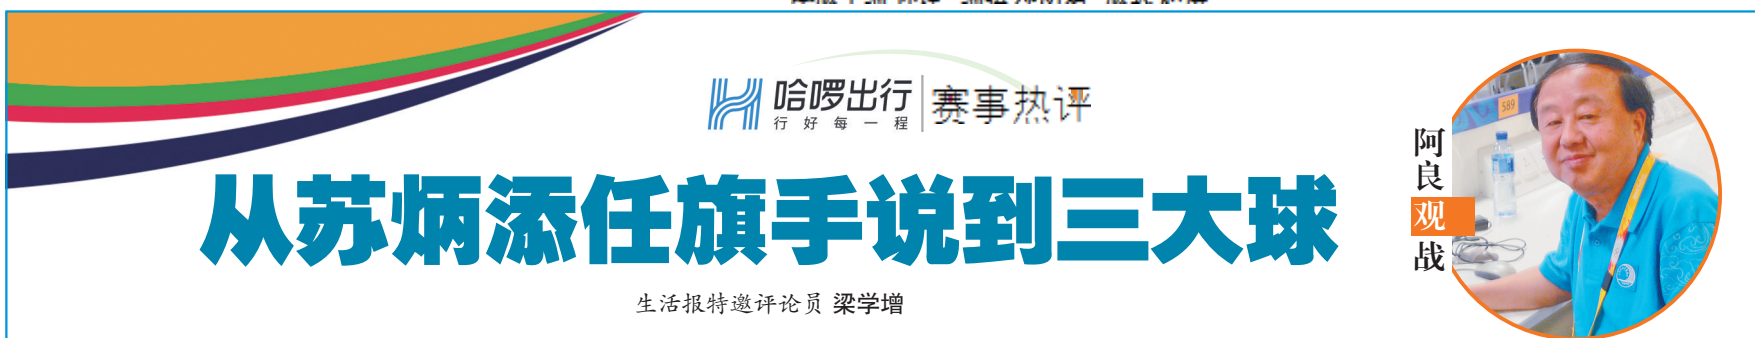 哈啰出行 赛事热评
行好每一程
从苏炳添任旗手说到三大球
生活报特邀评论员 梁学增
阿良观战
589